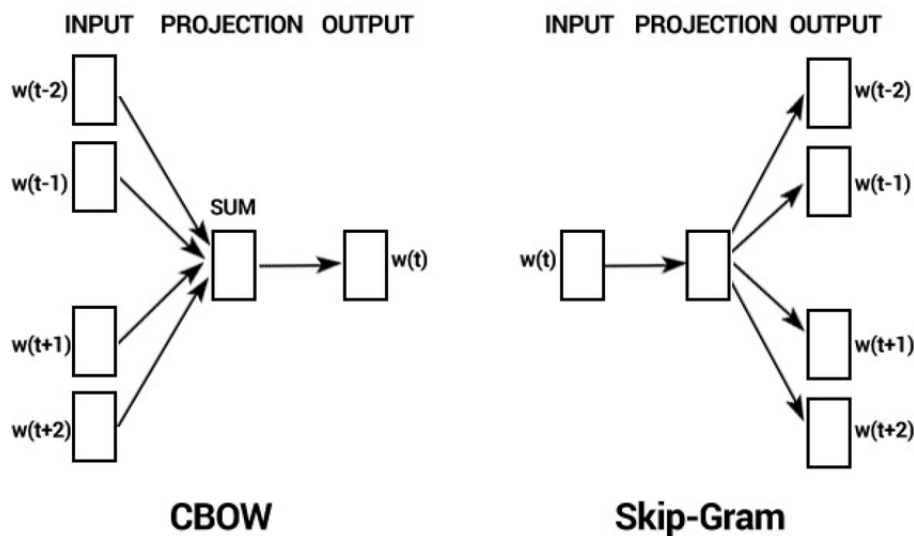 INPUT PROJECTION OUTPUT
w(t-2)
w(t-1)
SUM
w(t)
w(t+1)
w(t+2)
CBOW
INPUT PROJECTION OUTPUT
w(t-2)
w(t-1)
w(t)
w(t+1)
w(t+2)
Skip-Gram